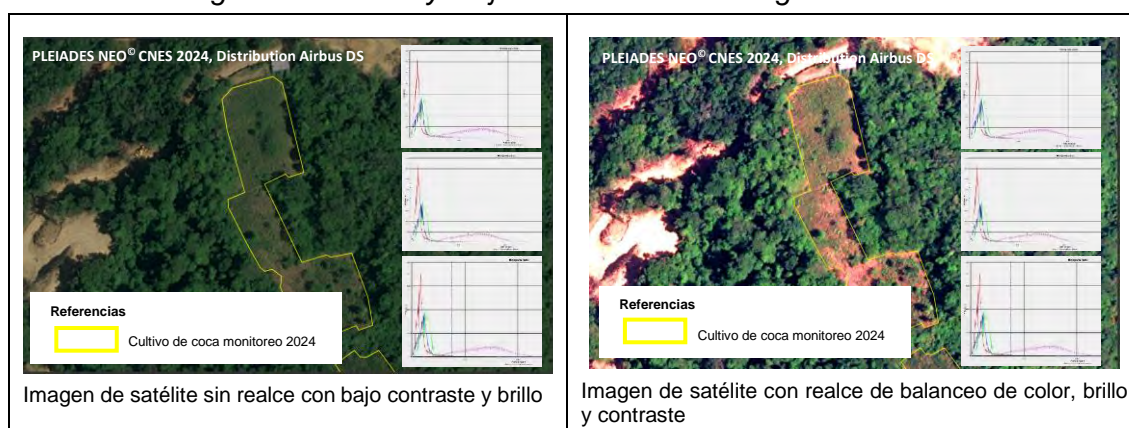 PLEIADES NEO© CNES 2024, Distribution Airbus DS
Referencias
Cultivo de coca monitoreo 2024
Imagen de satélite sin realce con bajo contraste y brillo
PLEIADES NEO© CNES 2024, Distribution Airbus DS
Referencias
Cultivo de coca monitoreo 2024
Imagen de satélite con realce de balanceo de color, brillo
y contraste